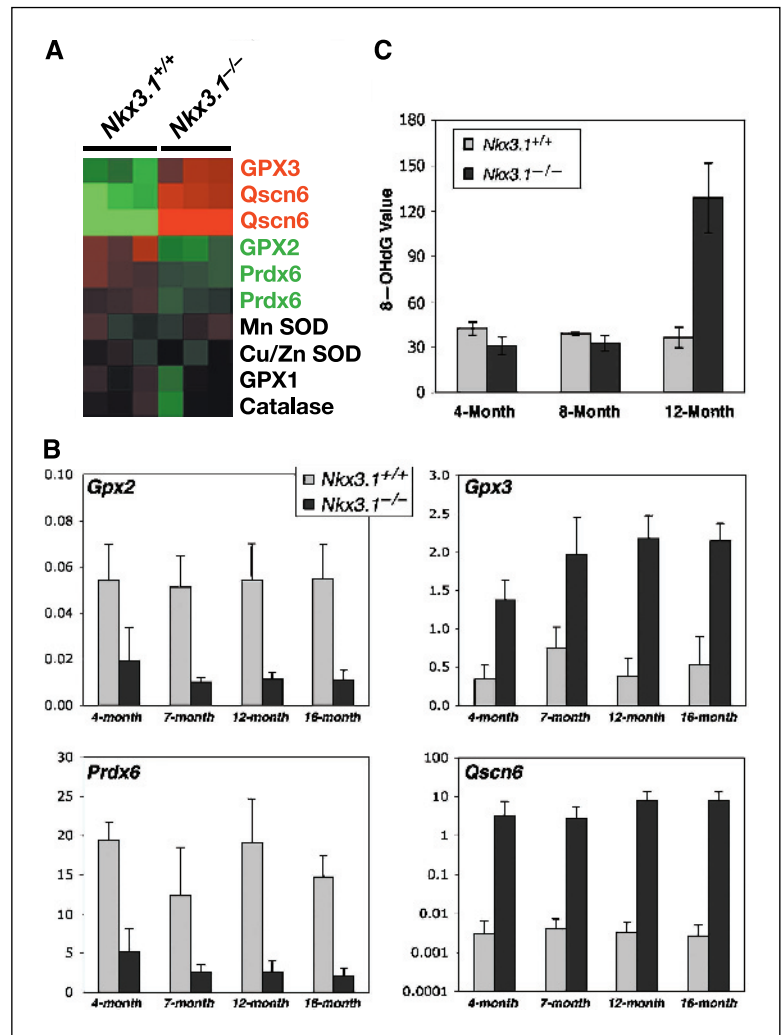 A
Nkx3.1+/+
Nkx3.1−/−
GPX3
Qscn6
Qscn6
GPX2
Prdx6
Prdx6
Mn SOD
Cu/Zn SOD
GPX1
Catalase
C
180
150
120
90
60
30
0
8−OHdG Value
Nkx3.1+/+
Nkx3.1−/−
4-Month
8-Month
12-Month
B
Gpx2
Nkx3.1+/+
Nkx3.1−/−
0.10
0.08
0.06
0.04
0.02
0.00
4-month
7-month
12-month
16-month
Gpx3
3.0
2.5
2.0
1.5
1.0
0.5
0.0
4-month
7-month
12-month
16-month
Prdx6
30
25
20
15
10
5
0
4-month
7-month
12-month
16-month
Qscn6
100
10
1
0.1
0.01
0.001
0.0001
4-month
7-month
12-month
16-month